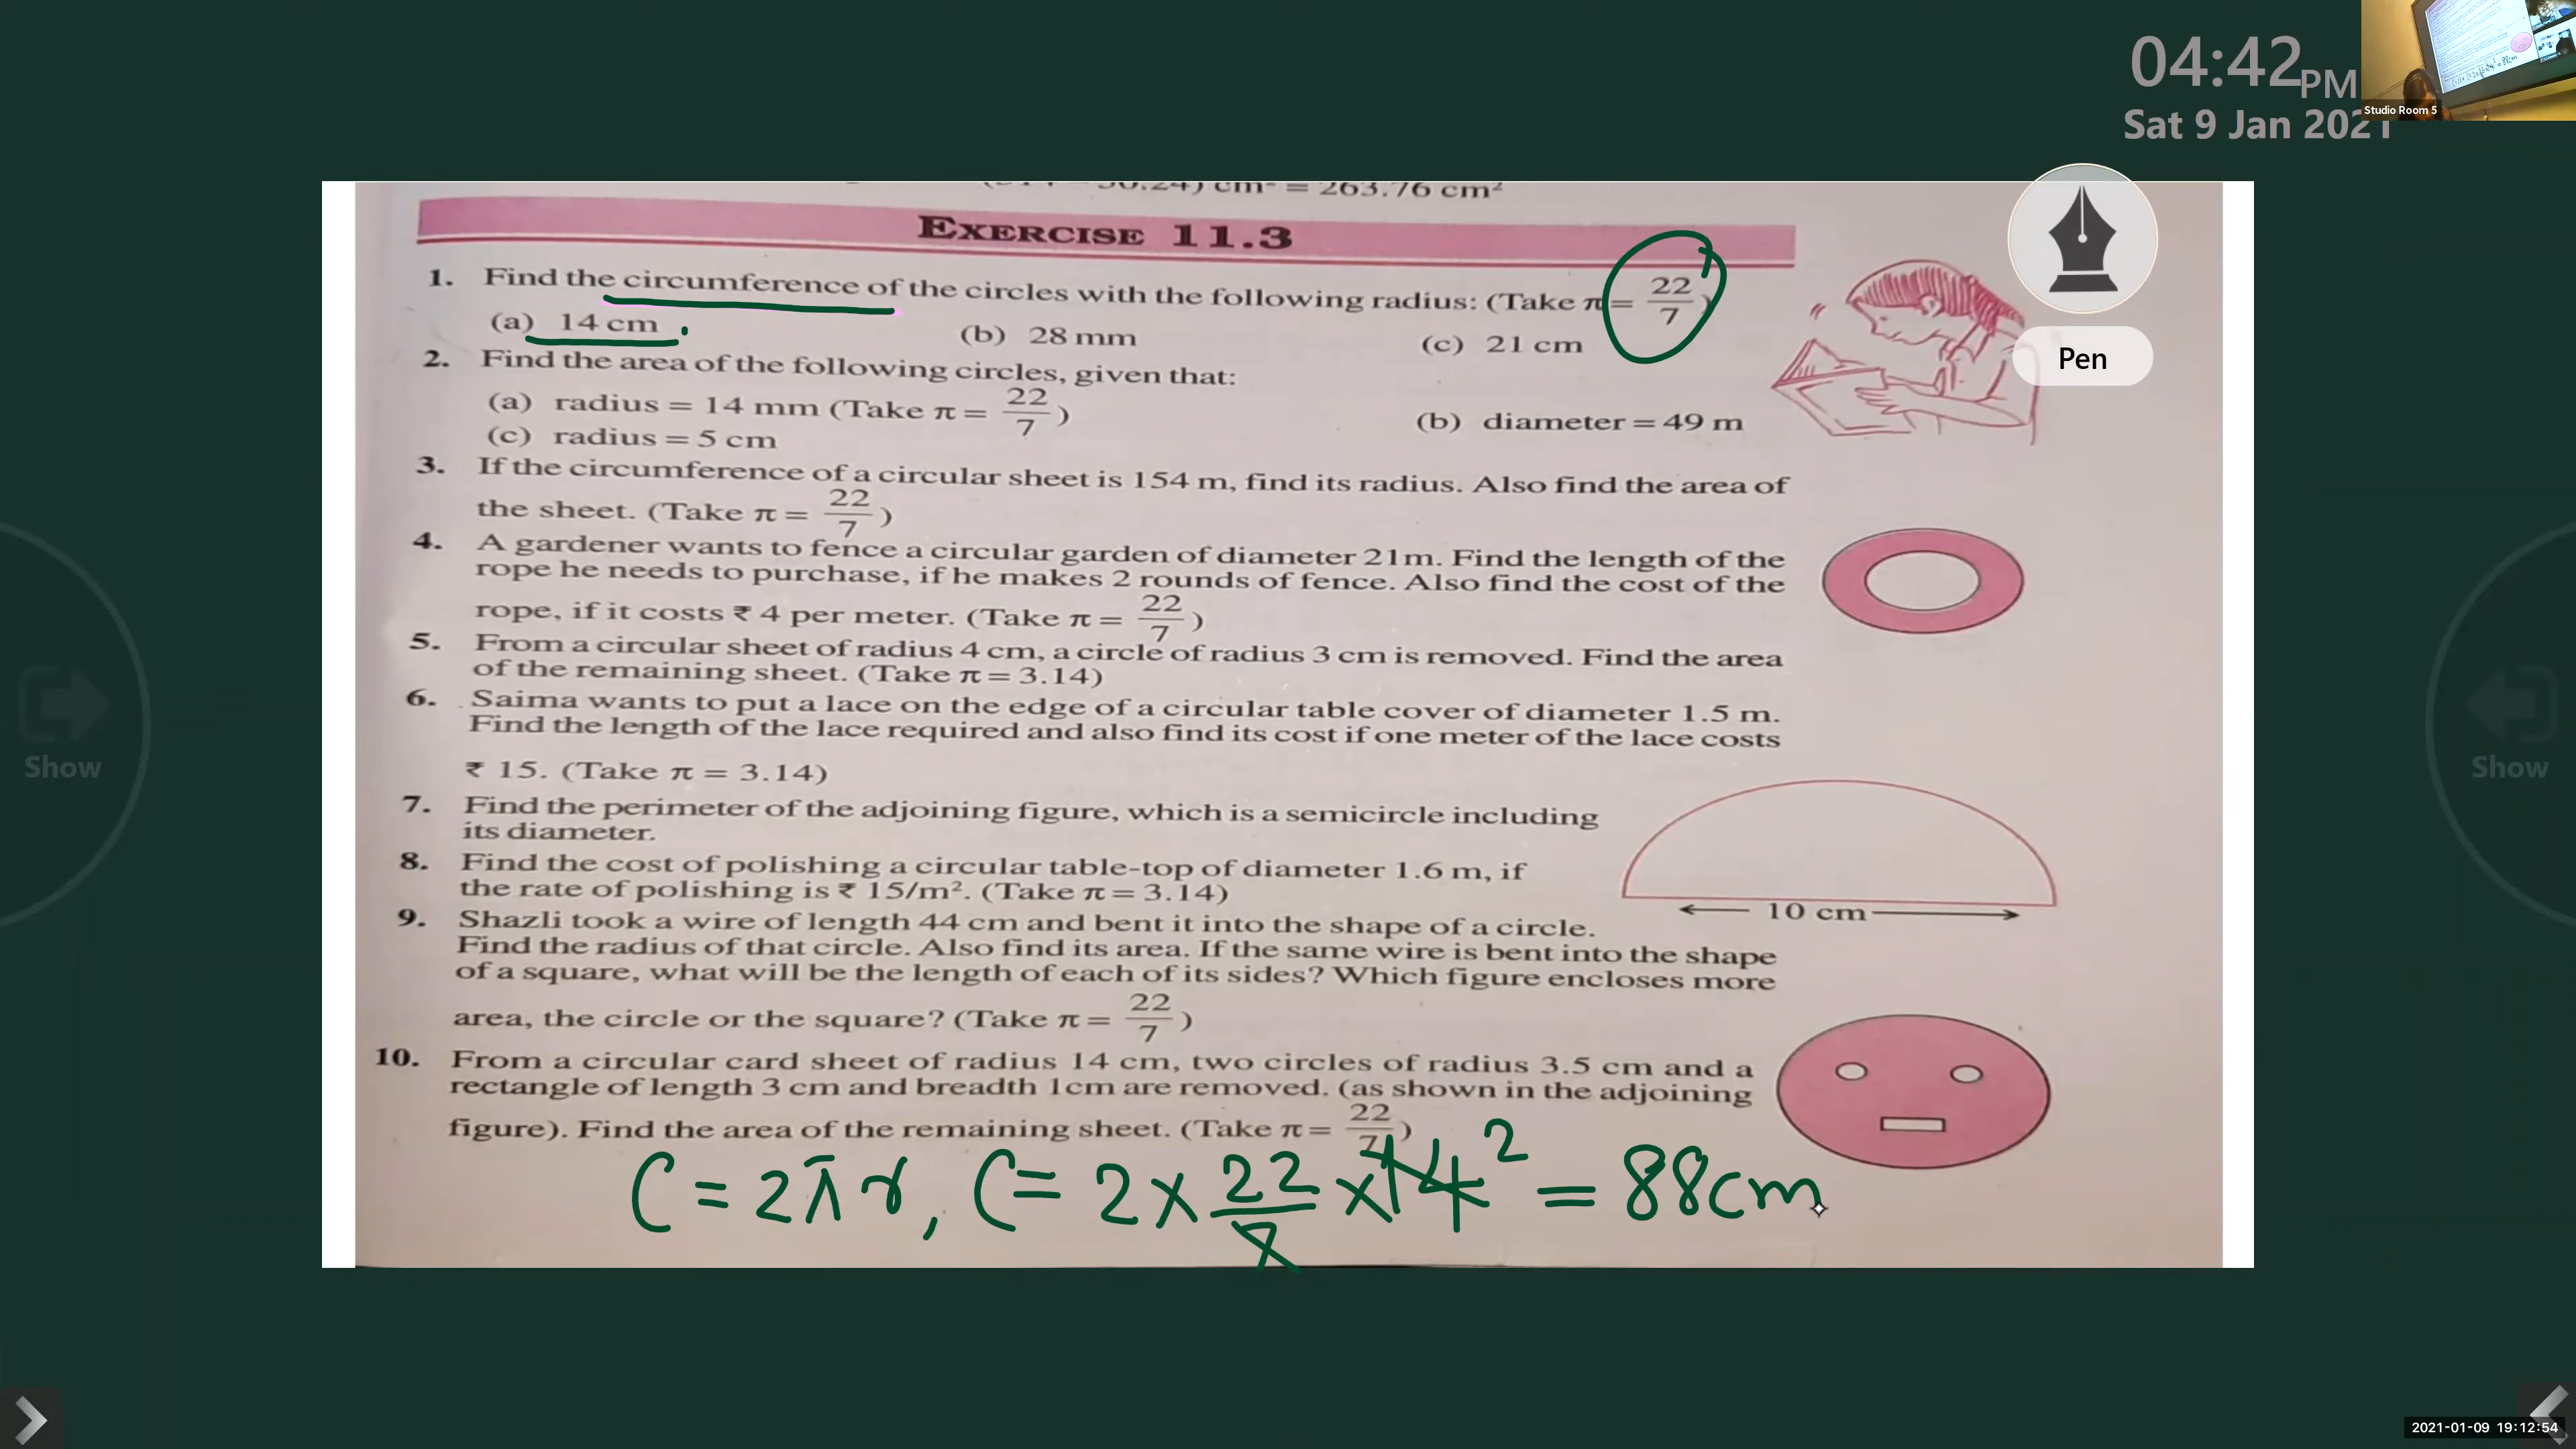 04:42PM
Sat 9 Jan 2021
Studio Room 5
cm² = 263.76 cm²
EXERCISE 11.3
Pen
1. Find the circumference of the circles with the following radius: (Take π = 22/7)
(a) 14 cm (b) 28 mm (c) 21 cm
2. Find the area of the following circles, given that:
(a) radius = 14 mm (Take π = 22/7) (b) diameter = 49 m
(c) radius = 5 cm
3. If the circumference of a circular sheet is 154 m, find its radius. Also find the area of
the sheet. (Take π = 22/7)
4. A gardener wants to fence a circular garden of diameter 21m. Find the length of the
rope he needs to purchase, if he makes 2 rounds of fence. Also find the cost of the
rope, if it costs ₹ 4 per meter. (Take π = 22/7)
5. From a circular sheet of radius 4 cm, a circle of radius 3 cm is removed. Find the area
of the remaining sheet. (Take π = 3.14)
6. Saima wants to put a lace on the edge of a circular table cover of diameter 1.5 m.
Find the length of the lace required and also find its cost if one meter of the lace costs
₹ 15. (Take π = 3.14)
7. Find the perimeter of the adjoining figure, which is a semicircle including
its diameter.
8. Find the cost of polishing a circular table-top of diameter 1.6 m, if
the rate of polishing is ₹ 15/m². (Take π = 3.14)
10 cm
9. Shazli took a wire of length 44 cm and bent it into the shape of a circle.
Find the radius of that circle. Also find its area. If the same wire is bent into the shape
of a square, what will be the length of each of its sides? Which figure encloses more
area, the circle or the square? (Take π = 22/7)
10. From a circular card sheet of radius 14 cm, two circles of radius 3.5 cm and a
rectangle of length 3 cm and breadth 1cm are removed. (as shown in the adjoining
figure). Find the area of the remaining sheet. (Take π = 22/7)
C = 2πr, C = 2 × 22/7 × 14 2 = 88cm
Show
Show
2021-01-09 19:12:54